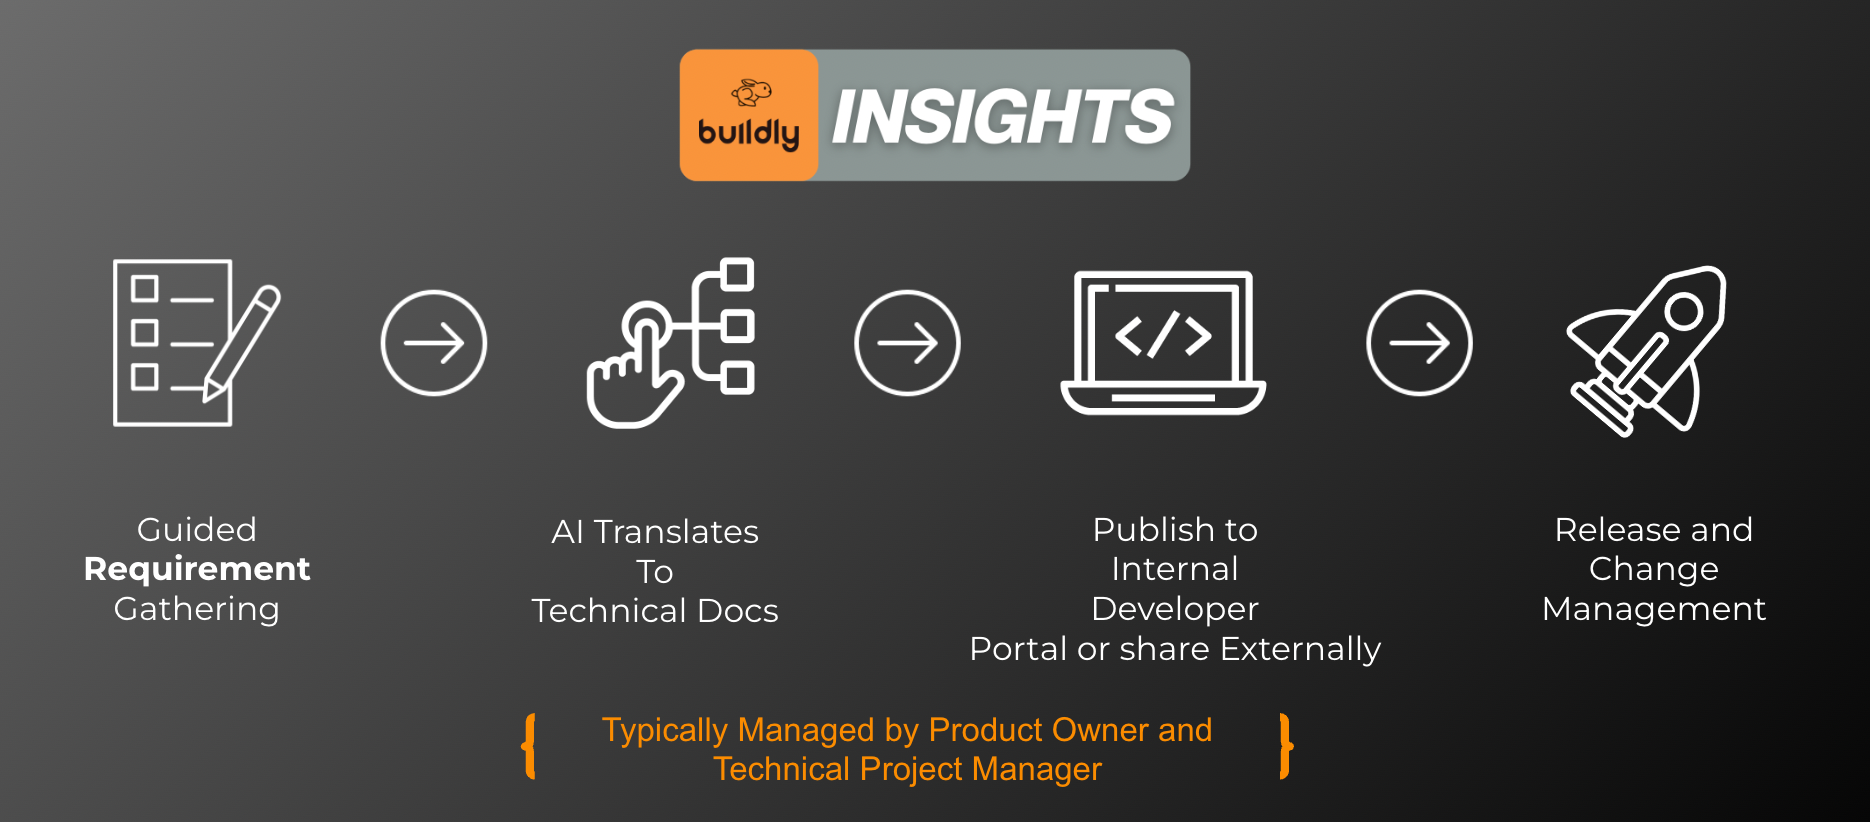 buildly
INSIGHTS
Guided
Requirement
Gathering
AI Translates
To
Technical Docs
</>
Publish to
Internal
Developer
Portal or share Externally
Release and
Change
Management
{ Typically Managed by Product Owner and
Technical Project Manager }